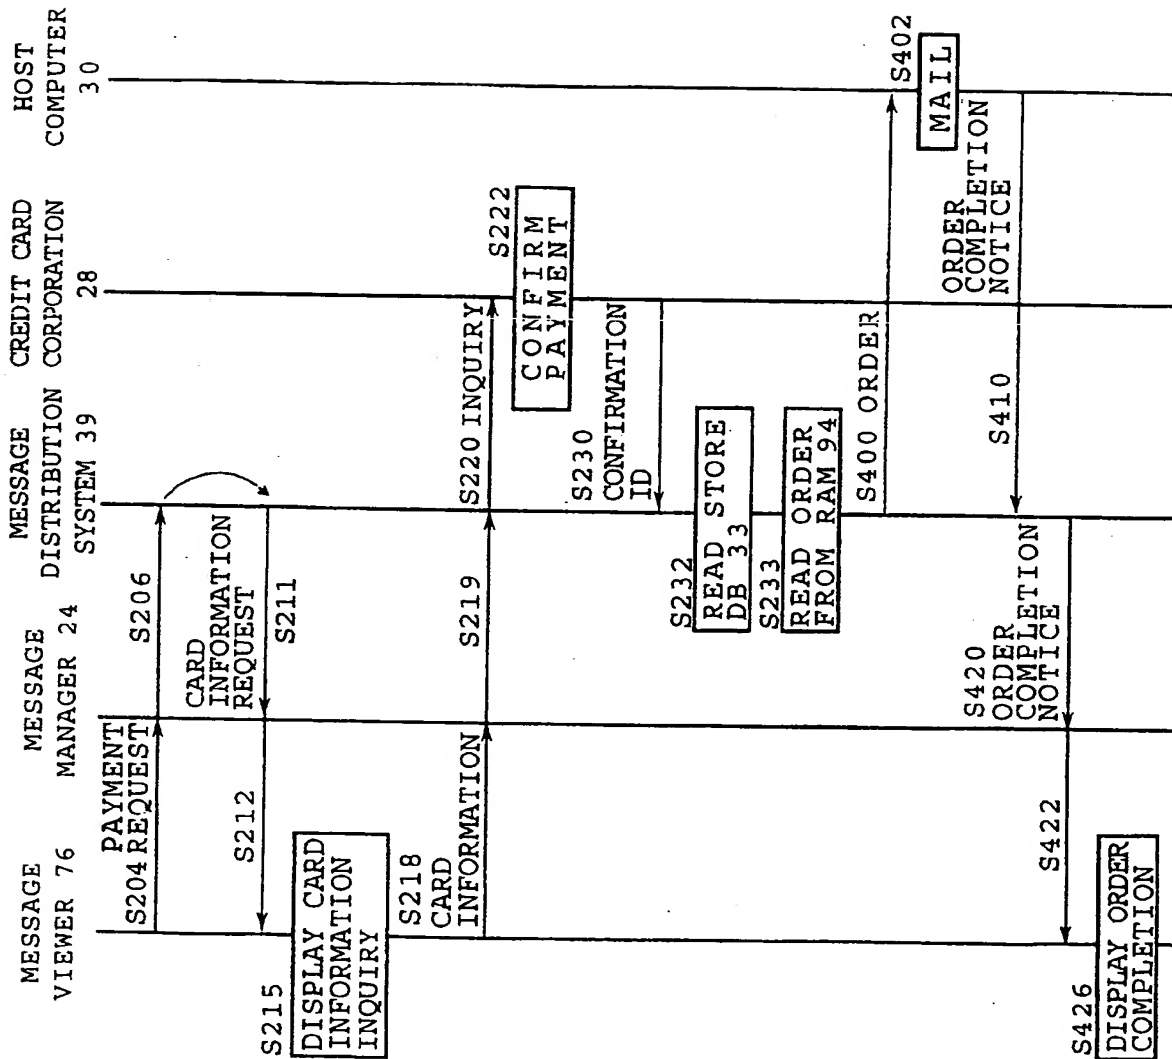 MESSAGE
VIEWER 76
MESSAGE
MANAGER 24
MESSAGE
DISTRIBUTION
SYSTEM 39
CREDIT CARD
CORPORATION
28
HOST
COMPUTER
30
PAYMENT
S204 REQUEST
S206
CARD
INFORMATION
REQUEST
S211
S212
S215
DISPLAY CARD
INFORMATION
INQUIRY
S218
CARD
INFORMATION
S219
S220 INQUIRY
S222
CONFIRM
PAYMENT
S230
CONFIRMATION
ID
S232
READ STORE
DB 33
S233
READ ORDER
FROM RAM 94
S400 ORDER
S402
MAIL
ORDER
COMPLETION
NOTICE
S410
S420
ORDER
COMPLETION
NOTICE
S422
S426
DISPLAY ORDER
COMPLETION